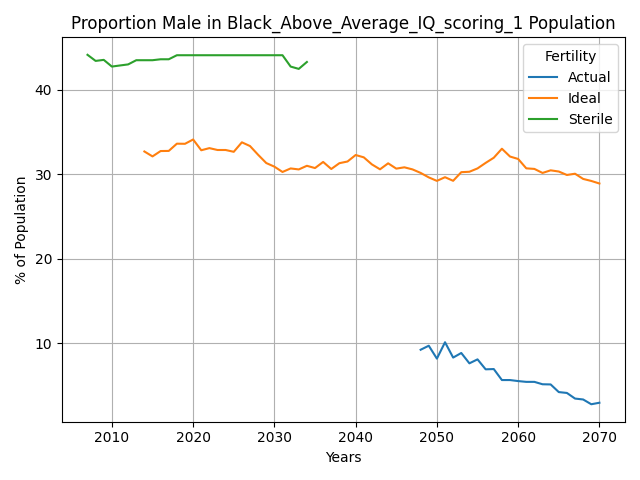 Proportion Male in Black_Above_Average_IQ_scoring_1 Population
Fertility
Actual
Ideal
Sterile
% of Population
40
30
20
10
2010 2020 2030 2040 2050 2060 2070
Years